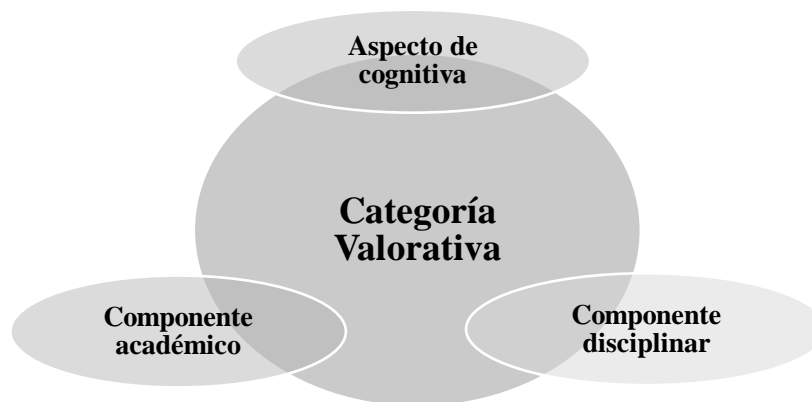 Aspecto de
cognitiva
Categoría
Valorativa
Componente
académico
Componente
disciplinar